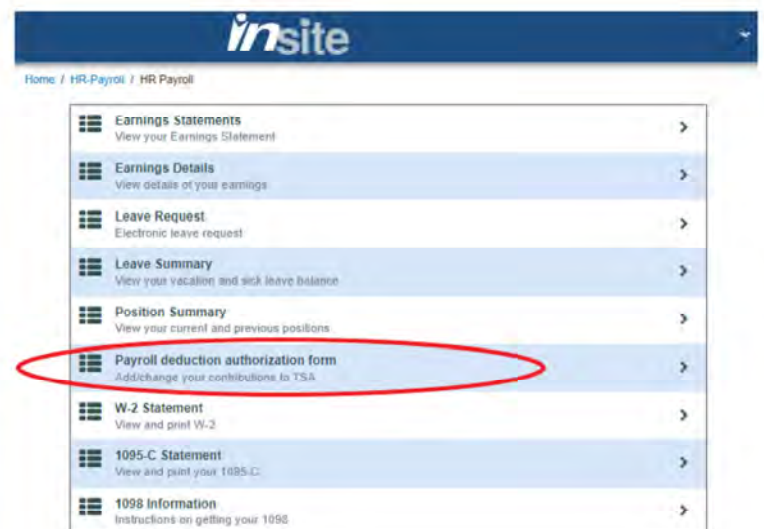 insite
Home / HR-Payroll / HR Payroll
Earnings Statements
View your Earnings Statement
Earnings Details
View details of your earnings
Leave Request
Electronic leave request
Leave Summary
View your vacation and sick leave balance
Position Summary
View your current and previous positions
Payroll deduction authorization form
Add/change your contributions to TSA
W-2 Statement
View and print W-2
1095-C Statement
View and print your 1095-C
1098 Information
Instructions on getting your 1098